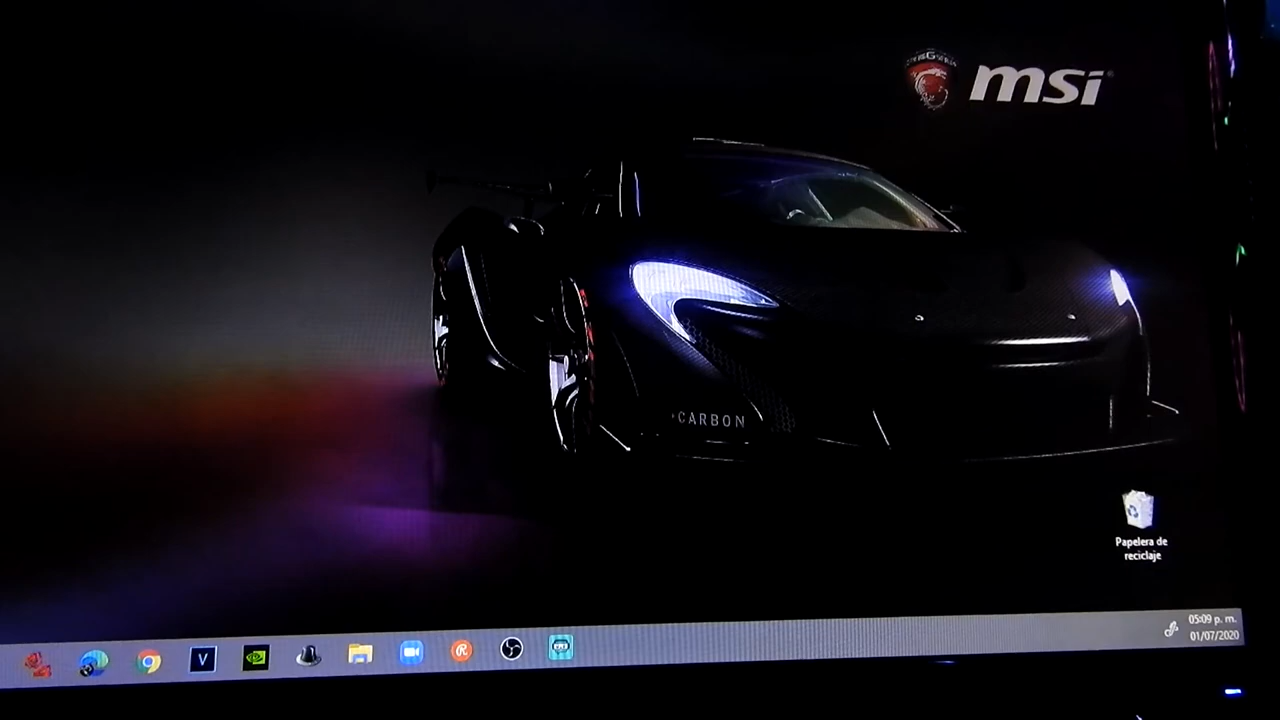 msi
CARBON
Papelera de
reciclaje
05:09 p. m.
01/07/2020
V